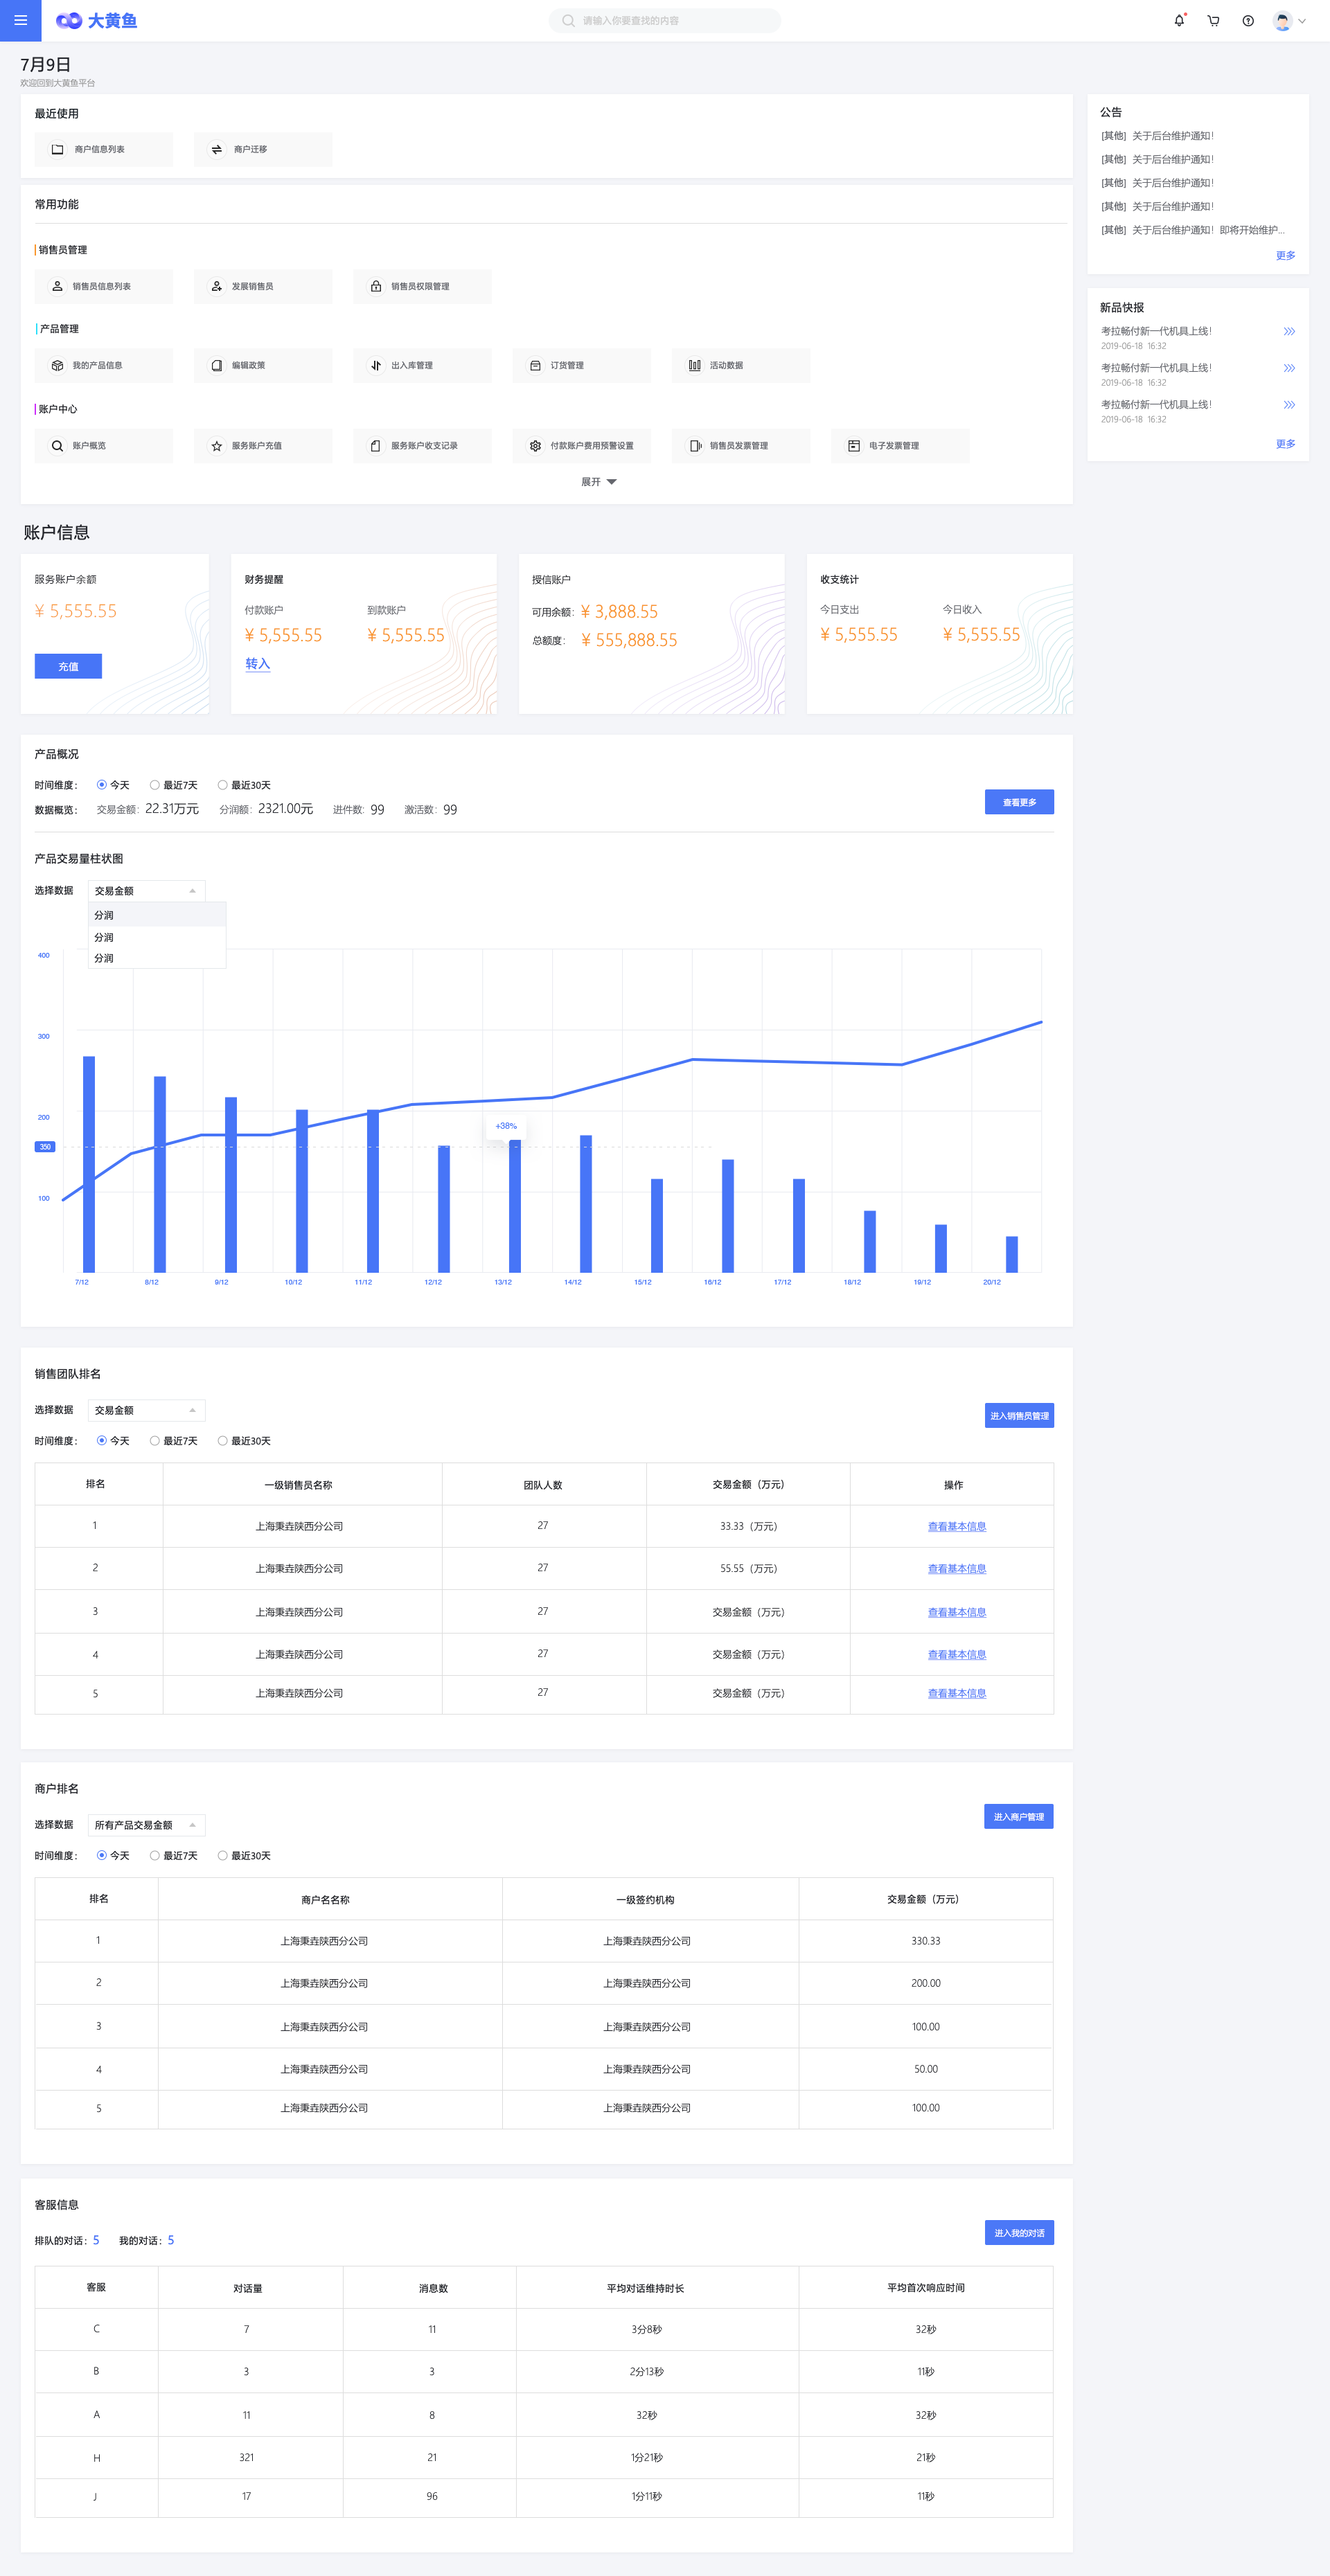 大黄鱼
请输入你要查找的内容
7月9日
欢迎回到大黄鱼平台
最近使用
商户信息列表 商户迁移
常用功能
销售员管理
销售员信息列表 发展销售员 销售员权限管理
产品管理
我的产品信息 编辑政策 出入库管理 订货管理 活动数据
账户中心
账户概览 服务账户充值 服务账户收支记录 付款账户费用预警设置 销售员发票管理 电子发票管理
展开
公告
[其他] 关于后台维护通知!
[其他] 关于后台维护通知!
[其他] 关于后台维护通知!
[其他] 关于后台维护通知!
[其他] 关于后台维护通知! 即将开始维护...
更多
新品快报
考拉畅付新一代机具上线!
2019-06-18 16:32
考拉畅付新一代机具上线!
2019-06-18 16:32
考拉畅付新一代机具上线!
2019-06-18 16:32
更多
账户信息
服务账户余额
¥ 5,555.55
充值
财务提醒
付款账户 到款账户
¥ 5,555.55 ¥ 5,555.55
转入
授信账户
可用余额: ¥ 3,888.55
总额度: ¥ 555,888.55
收支统计
今日支出 今日收入
¥ 5,555.55 ¥ 5,555.55
产品概况
时间维度: 今天 最近7天 最近30天
数据概览: 交易金额: 22.31万元 分润额: 2321.00元 进件数: 99 激活数: 99
查看更多
产品交易量柱状图
选择数据 交易金额
分润
分润
分润
400
300
200
350
100
+38%
7/12 8/12 9/12 10/12 11/12 12/12 13/12 14/12 15/12 16/12 17/12 18/12 19/12 20/12
销售团队排名
选择数据 交易金额
进入销售员管理
时间维度: 今天 最近7天 最近30天
排名 一级销售员名称 团队人数 交易金额（万元） 操作
1 上海秉垚陕西分公司 27 33.33（万元） 查看基本信息
2 上海秉垚陕西分公司 27 55.55（万元） 查看基本信息
3 上海秉垚陕西分公司 27 交易金额（万元） 查看基本信息
4 上海秉垚陕西分公司 27 交易金额（万元） 查看基本信息
5 上海秉垚陕西分公司 27 交易金额（万元） 查看基本信息
商户排名
选择数据 所有产品交易金额
进入商户管理
时间维度: 今天 最近7天 最近30天
排名 商户名名称 一级签约机构 交易金额（万元）
1 上海秉垚陕西分公司 上海秉垚陕西分公司 330.33
2 上海秉垚陕西分公司 上海秉垚陕西分公司 200.00
3 上海秉垚陕西分公司 上海秉垚陕西分公司 100.00
4 上海秉垚陕西分公司 上海秉垚陕西分公司 50.00
5 上海秉垚陕西分公司 上海秉垚陕西分公司 100.00
客服信息
排队的对话: 5 我的对话: 5
进入我的对话
客服 对话量 消息数 平均对话维持时长 平均首次响应时间
C 7 11 3分8秒 32秒
B 3 3 2分13秒 11秒
A 11 8 32秒 32秒
H 321 21 1分21秒 21秒
J 17 96 1分11秒 11秒